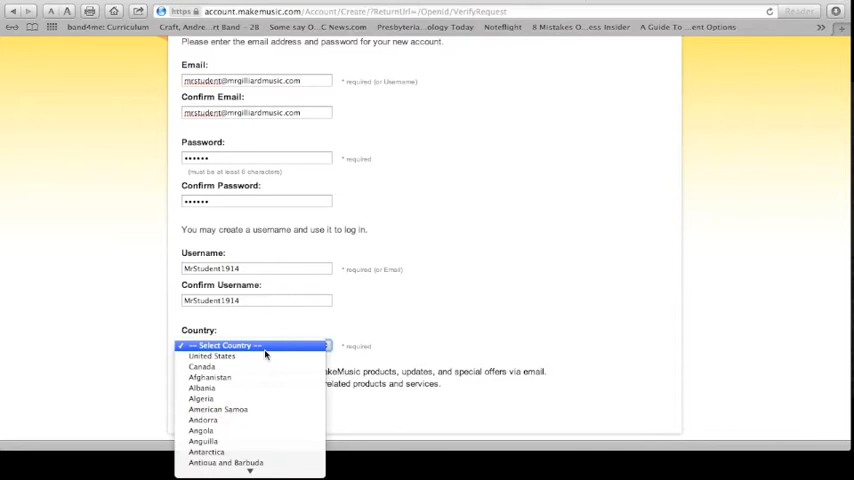 https account.makemusic.com/Account/Create/?ReturnUrl=/OpenId/VerifyRequest
Reader
band4me: Curriculum Craft, Andre...rt Band – 28 Some say O...C News.com Presbyteria...ology Today Noteflight 8 Mistakes O...ess Insider A Guide To ...ent Options
Please enter the email address and password for your new account.
Email:
mrstudent@mrgilliardmusic.com * required (or Username)
Confirm Email:
mrstudent@mrgilliardmusic.com
Password:
•••••• * required
(must be at least 6 characters)
Confirm Password:
••••••
You may create a username and use it to log in.
Username:
MrStudent1914 * required (or Email)
Confirm Username:
MrStudent1914
Country:
✓ -- Select Country -- * required
United States
Canada
akeMusic products, updates, and special offers via email.
Afghanistan
related products and services.
Albania
Algeria
American Samoa
Andorra
Angola
Anguilla
Antarctica
Antigua and Barbuda